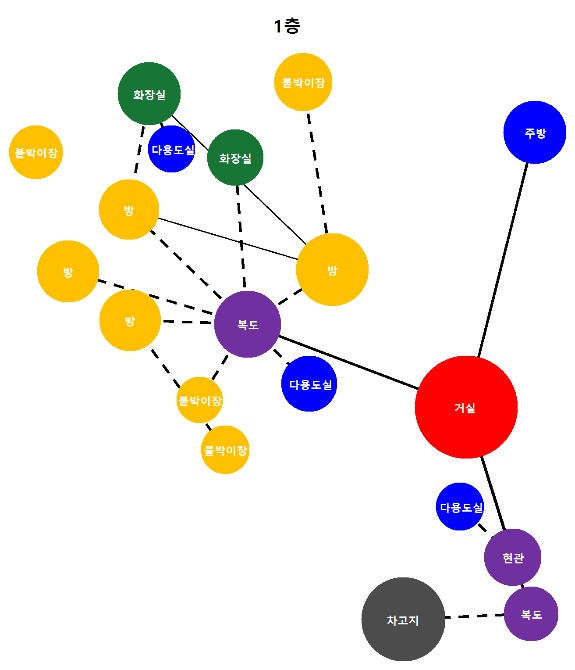 1층
화장실
붙박이장
주방
다용도실
화장실
붙박이장
방
방
방
방
복도
다용도실
붙박이장
거실
붙박이장
다용도실
현관
복도
차고지